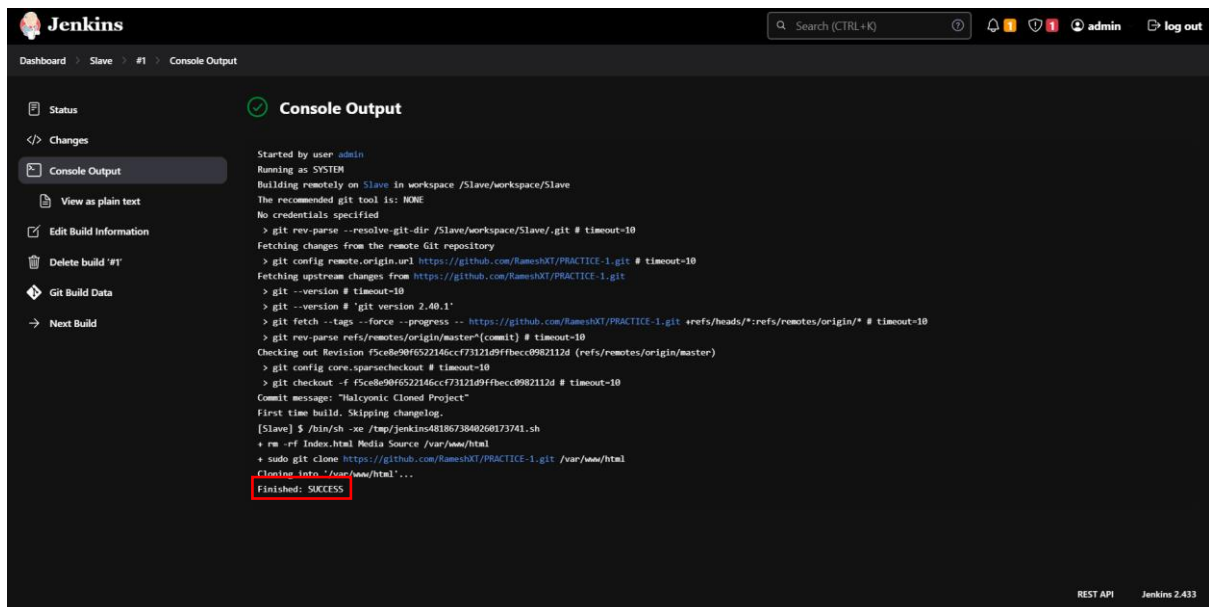 Jenkins
Search (CTRL+K)
1
1
admin
log out
Dashboard > Slave > #1 > Console Output
Status
</> Changes
Console Output
View as plain text
Edit Build Information
Delete build '#1'
Git Build Data
Next Build
Console Output
Started by user admin
Running as SYSTEM
Building remotely on Slave in workspace /Slave/workspace/Slave
The recommended git tool is: NONE
No credentials specified
> git rev-parse --resolve-git-dir /Slave/workspace/Slave/.git # timeout=10
Fetching changes from the remote Git repository
> git config remote.origin.url https://github.com/RameshXT/PRACTICE-1.git # timeout=10
Fetching upstream changes from https://github.com/RameshXT/PRACTICE-1.git
> git --version # timeout=10
> git --version # 'git version 2.40.1'
> git fetch --tags --force --progress -- https://github.com/RameshXT/PRACTICE-1.git +refs/heads/*:refs/remotes/origin/* # timeout=10
> git rev-parse refs/remotes/origin/master^{commit} # timeout=10
Checking out Revision f5ce8e90f6522146ccf73121d9ffbecc0982112d (refs/remotes/origin/master)
> git config core.sparsecheckout # timeout=10
> git checkout -f f5ce8e90f6522146ccf73121d9ffbecc0982112d # timeout=10
Commit message: "Halcyonic Cloned Project"
First time build. Skipping changelog.
[Slave] $ /bin/sh -xe /tmp/jenkins4818673840260173741.sh
+ rm -rf Index.html Media Source /var/www/html
+ sudo git clone https://github.com/RameshXT/PRACTICE-1.git /var/www/html
Cloning into '/var/www/html'...
Finished: SUCCESS
REST API
Jenkins 2.433